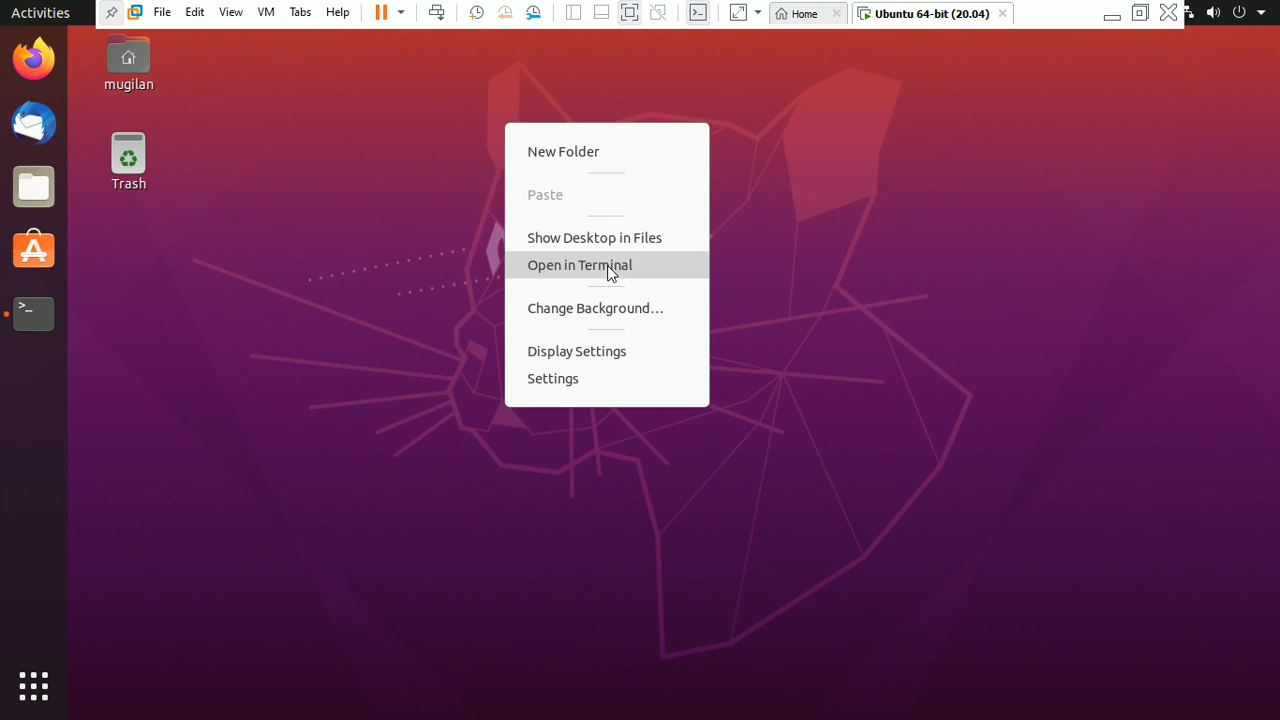 Activities
File Edit View VM Tabs Help
Home
Ubuntu 64-bit (20.04)
mugilan
Trash
New Folder
Paste
Show Desktop in Files
Open in Terminal
Change Background…
Display Settings
Settings
>_